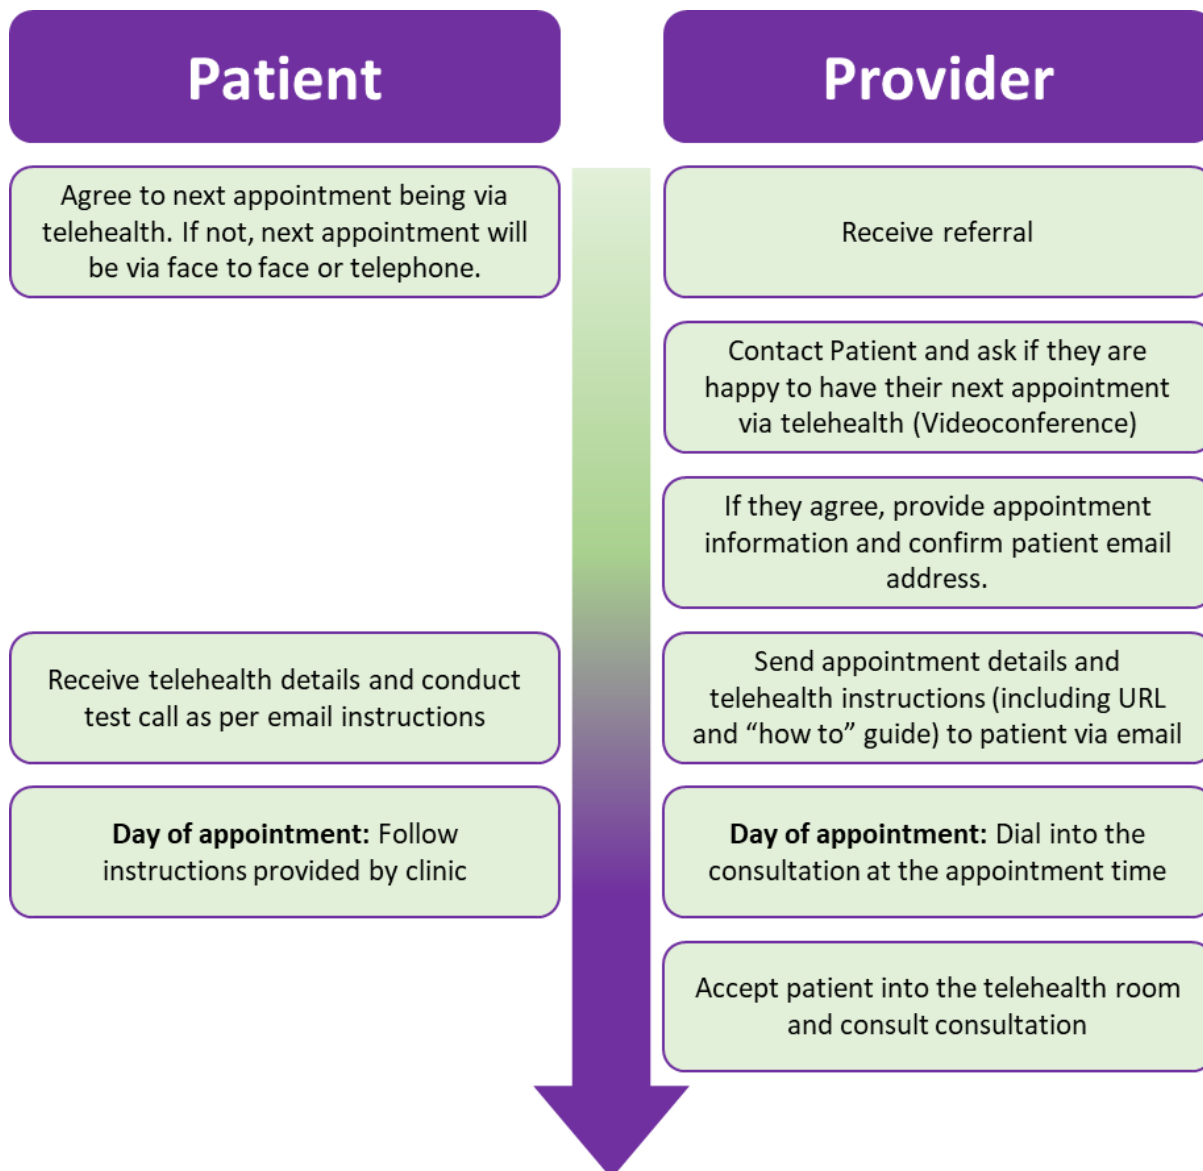 Patient
Provider
Agree to next appointment being via
telehealth. If not, next appointment will
be via face to face or telephone.
Receive referral
Contact Patient and ask if they are
happy to have their next appointment
via telehealth (Videoconference)
If they agree, provide appointment
information and confirm patient email
address.
Receive telehealth details and conduct
test call as per email instructions
Send appointment details and
telehealth instructions (including URL
and “how to” guide) to patient via email
Day of appointment: Follow
instructions provided by clinic
Day of appointment: Dial into the
consultation at the appointment time
Accept patient into the telehealth room
and consult consultation